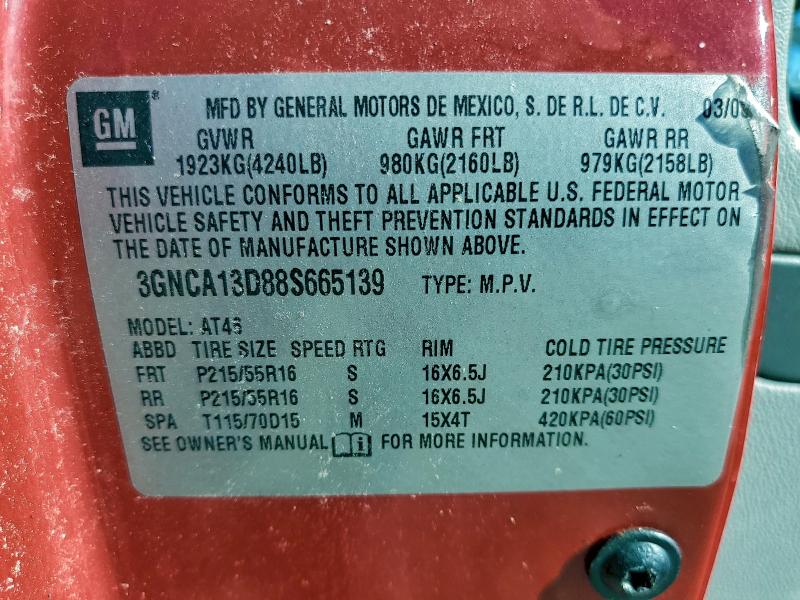 GM ® MFD BY GENERAL MOTORS DE MEXICO, S. DE R.L. DE C.V.
GVWR GAWR FRT GAWR RR
1923KG(4240LB) 980KG(2160LB) 979KG(2158LB)
THIS VEHICLE CONFORMS TO ALL APPLICABLE U.S. FEDERAL MOTOR
VEHICLE SAFETY AND THEFT PREVENTION STANDARDS IN EFFECT ON
THE DATE OF MANUFACTURE SHOWN ABOVE.
3GNCA13D88S665139 TYPE: M.P.V.
MODEL: AT46
ABBD TIRE SIZE SPEED RTG RIM COLD TIRE PRESSURE
FRT P215/55R16 S 16X6.5J 210KPA(30PSI)
RR P215/55R16 S 16X6.5J 210KPA(30PSI)
SPA T115/70D15 M 15X4T 420KPA(60PSI)
SEE OWNER'S MANUAL i FOR MORE INFORMATION.